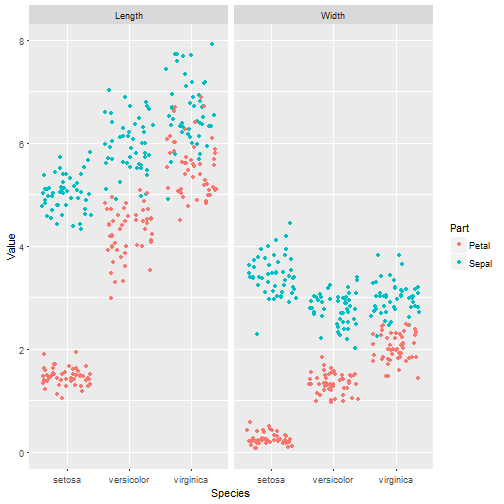 Length Width
8
6
4
2
0
Value
setosa versicolor virginica setosa versicolor virginica
Species
Part
Petal
Sepal